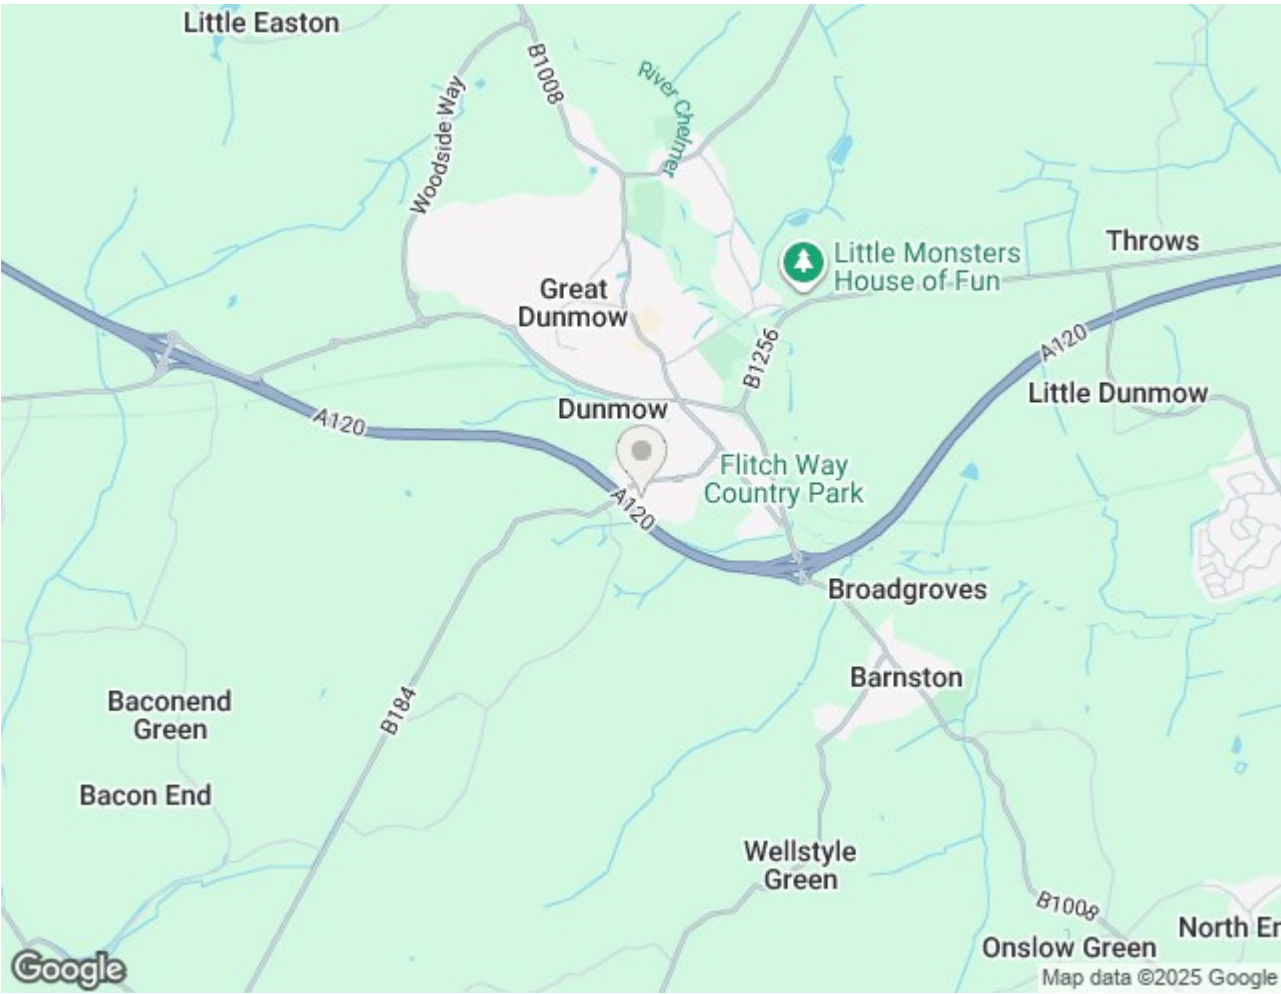 Little Easton
B1008
River Chelmer
Woodside Way
Throws
Little Monsters
House of Fun
Great
Dunmow
B1256
A120
Little Dunmow
Dunmow
A120
Flitch Way
Country Park
A120
Broadgroves
Barnston
Baconend
Green
B184
Bacon End
Wellstyle
Green
B1008
North En
Onslow Green
Google
Map data ©2025 Google